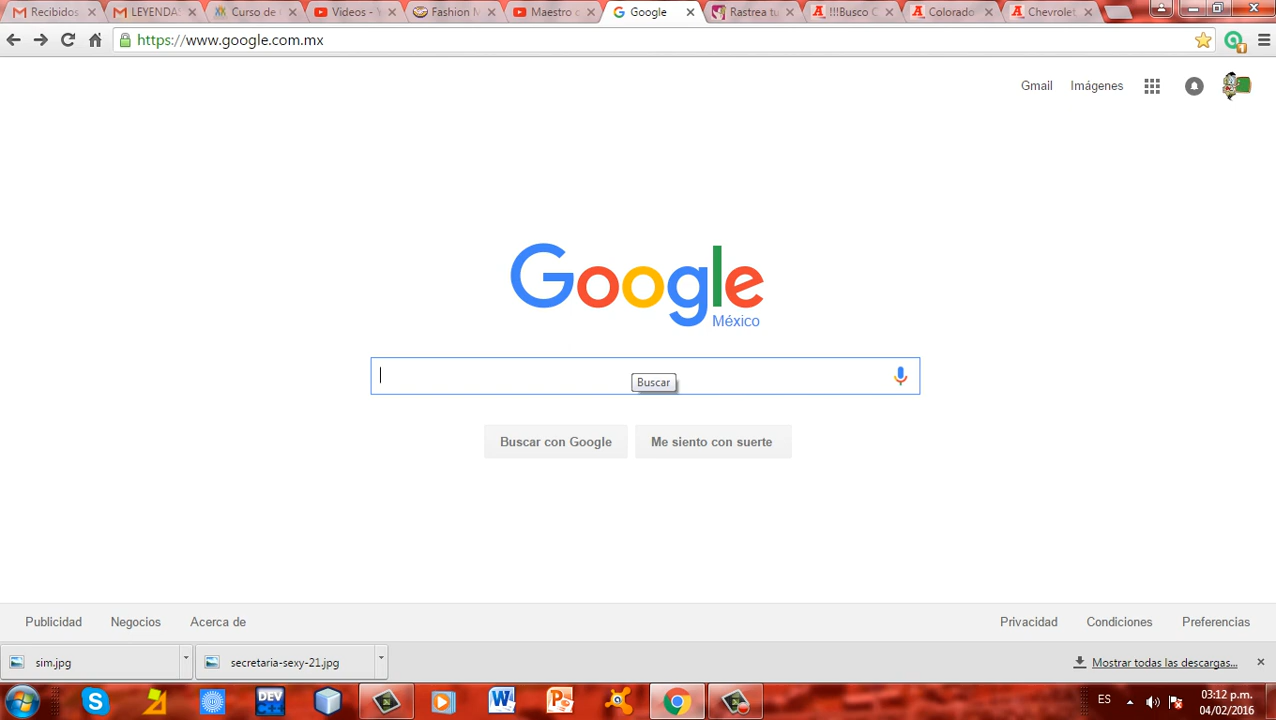 Recibidos
LEYENDAS
Curso de
Videos -
Fashion
Maestro
Google
Rastrea tu
!!!Busco C
Colorado
Chevrolet
https://www.google.com.mx
Gmail
Imágenes
Google
México
Buscar
Buscar con Google
Me siento con suerte
Publicidad
Negocios
Acerca de
Privacidad
Condiciones
Preferencias
sim.jpg
secretaria-sexy-21.jpg
Mostrar todas las descargas...
DEV
ES
03:12 p.m.
04/02/2016